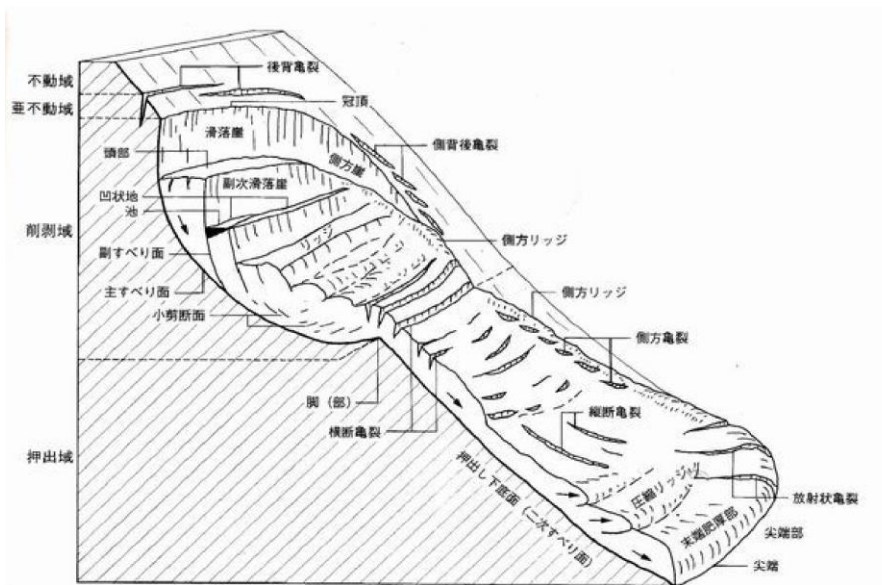 後背亀裂
不動域
冠頂
亜不動域
滑落崖
側背後亀裂
頭部
側方崖
副次滑落崖
凹状地
池
リッジ
削剥域
側方リッジ
副すべり面
側方リッジ
主すべり面
小剪断面
側方亀裂
脚(部)
縦断亀裂
横断亀裂
押出域
押出し下底面(二次すべり面)
圧縮リッジ
放射状亀裂
末端肥厚部
尖端部
尖端